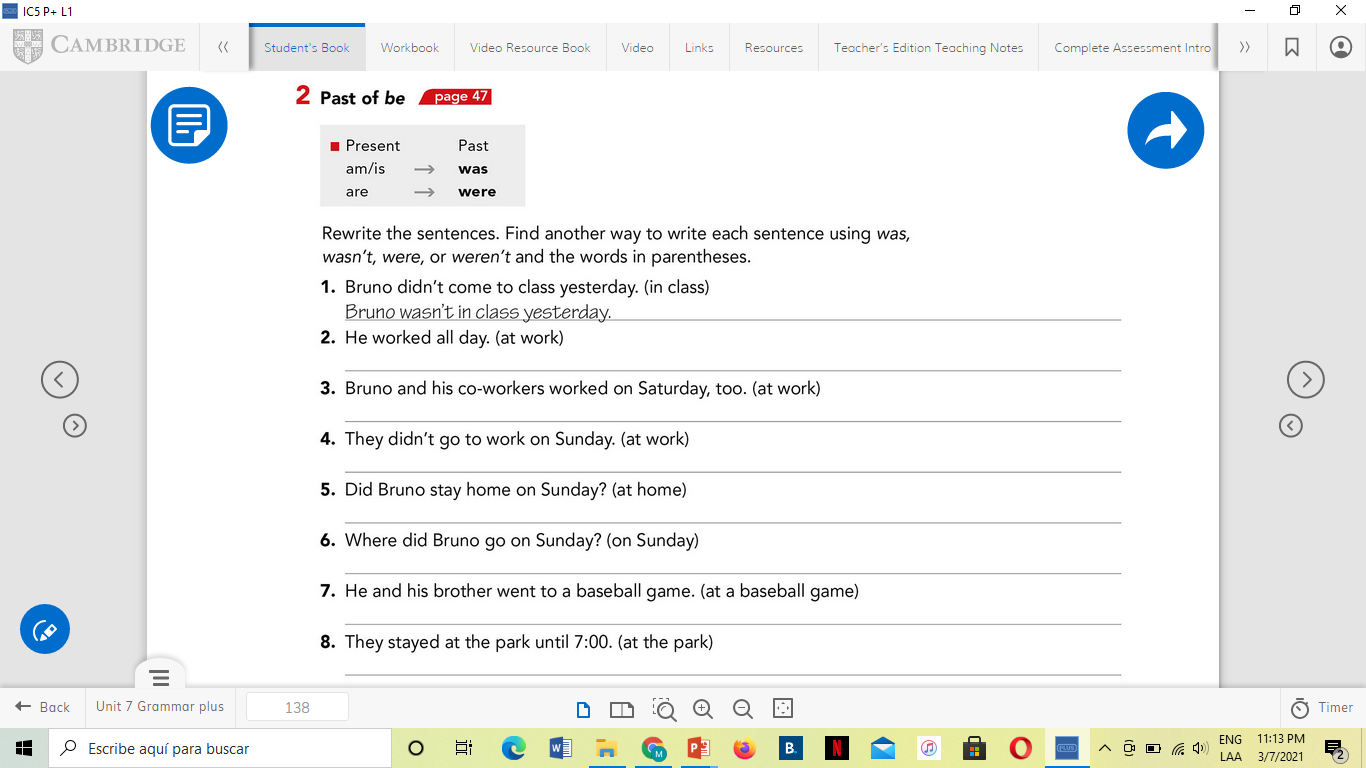 IC5 P+ L1
CAMBRIDGE
Student's Book
Workbook
Video Resource Book
Video
Links
Resources
Teacher's Edition Teaching Notes
Complete Assessment Intro
2 Past of be page 47
Present Past
am/is → was
are → were
Rewrite the sentences. Find another way to write each sentence using was,
wasn't, were, or weren't and the words in parentheses.
1. Bruno didn't come to class yesterday. (in class)
Bruno wasn't in class yesterday.
2. He worked all day. (at work)
3. Bruno and his co-workers worked on Saturday, too. (at work)
4. They didn't go to work on Sunday. (at work)
5. Did Bruno stay home on Sunday? (at home)
6. Where did Bruno go on Sunday? (on Sunday)
7. He and his brother went to a baseball game. (at a baseball game)
8. They stayed at the park until 7:00. (at the park)
Back
Unit 7 Grammar plus
138
Timer
Escribe aquí para buscar
B.
N
PLUS
ENG
LAA
11:13 PM
3/7/2021
2